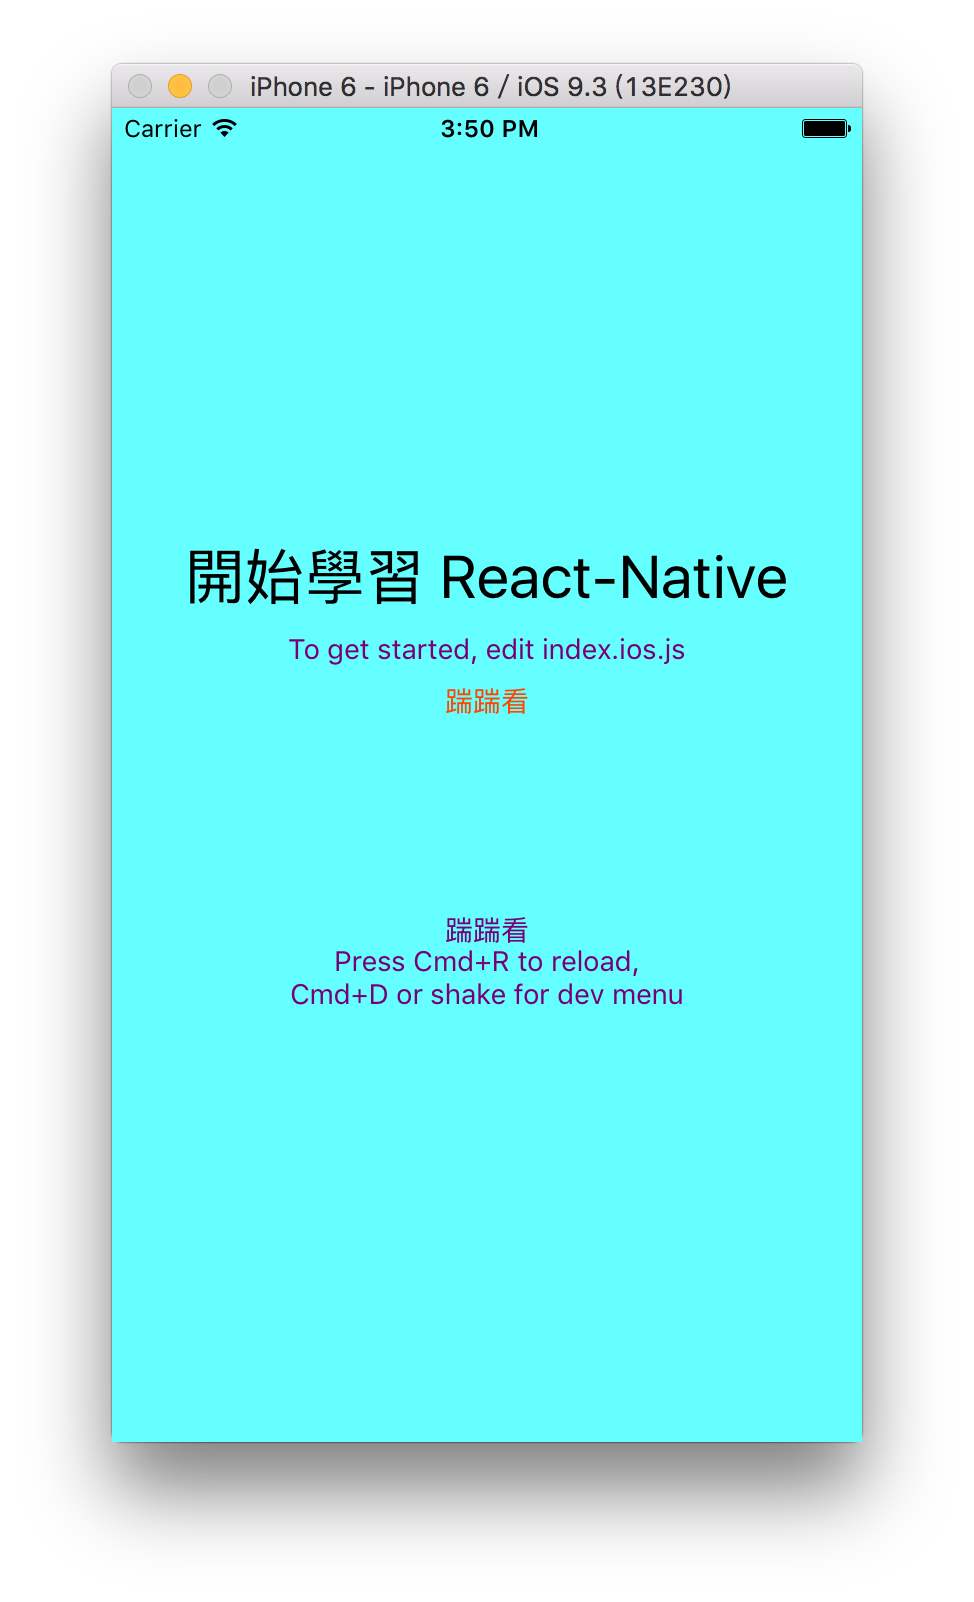 iPhone 6 - iPhone 6 / iOS 9.3 (13E230)
Carrier 3:50 PM
開始學習 React-Native
To get started, edit index.ios.js
踹踹看
踹踹看
Press Cmd+R to reload,
Cmd+D or shake for dev menu